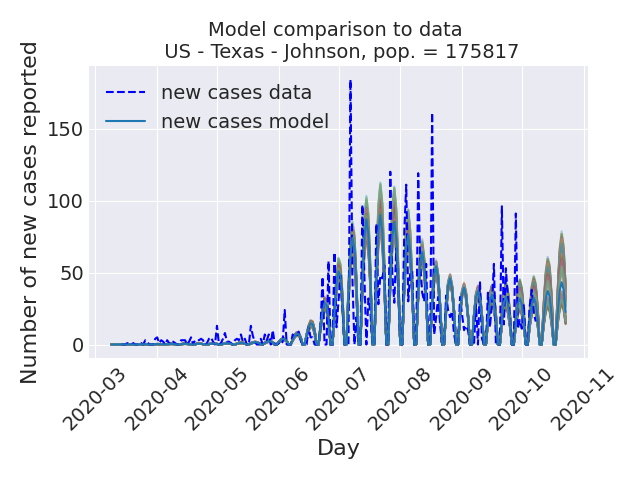 Model comparison to data
US - Texas - Johnson, pop. = 175817
Number of new cases reported
new cases data
new cases model
150
100
50
0
2020-03
2020-04
2020-05
2020-06
2020-07
2020-08
2020-09
2020-10
2020-11
Day